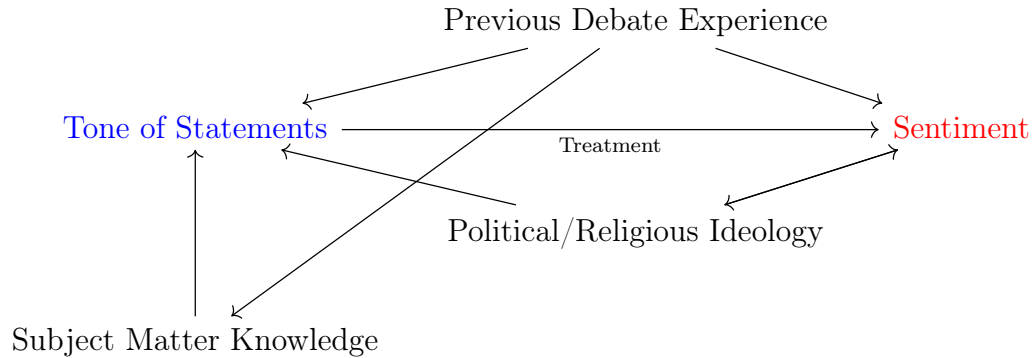 Previous Debate Experience
Tone of Statements
Sentiment
Treatment
Political/Religious Ideology
Subject Matter Knowledge